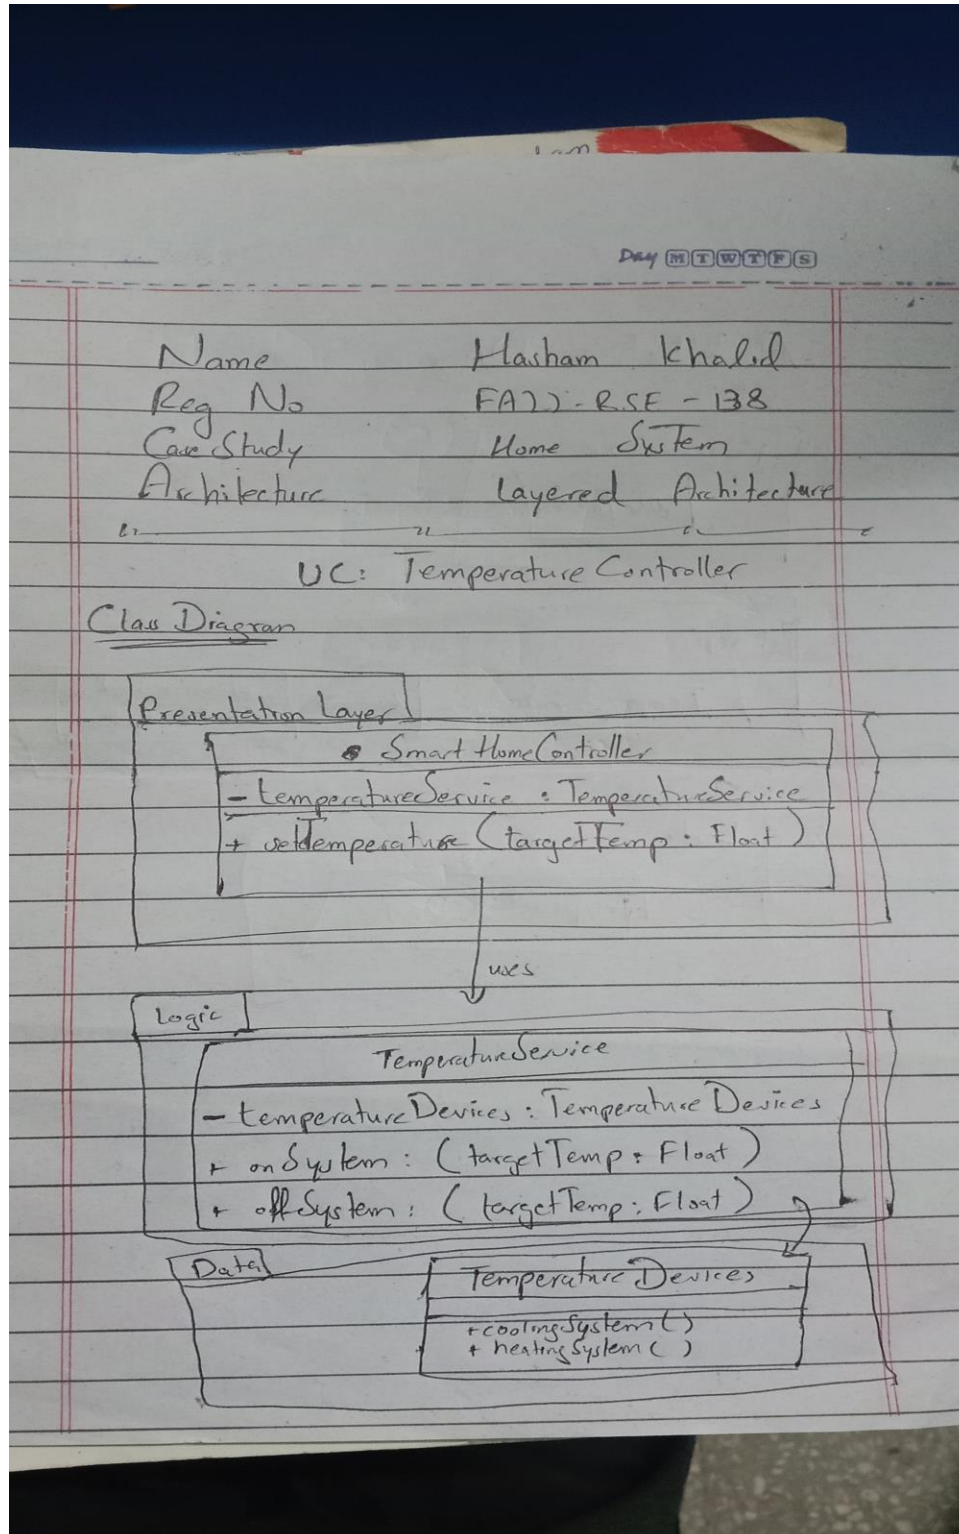 Day M T W T F S
Name Hasham Khalid
Reg No FA22-RSE-138
Case Study Home System
Architecture Layered Architecture
UC: Temperature Controller
Class Diagram
Presentation Layer
Smart HomeController
- temperatureService : TemperatureService
+ setTemperature (targetTemp : Float)
uses
Logic
TemperatureService
- temperatureDevices : Temperature Devices
+ onSystem : (targetTemp : Float)
+ offSystem : (targetTemp : Float)
Data
Temperature Devices
+coolingSystem()
+ heatingSystem()